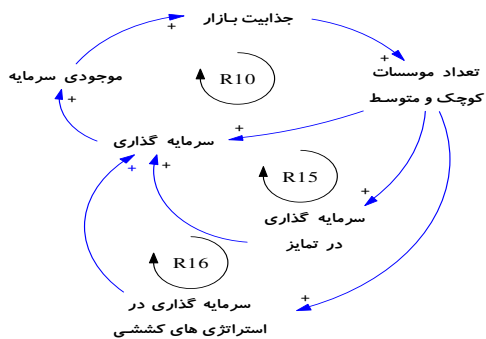 جذابیت بازار
+
+
R10
تعداد موسسات
کوچک و متوسط
موجودی سرمایه
+
+
سرمایه گذاری
+
+
R15
+
سرمایه گذاری
در تمایز
R16
+
سرمایه گذاری در
استراتژی های کششی